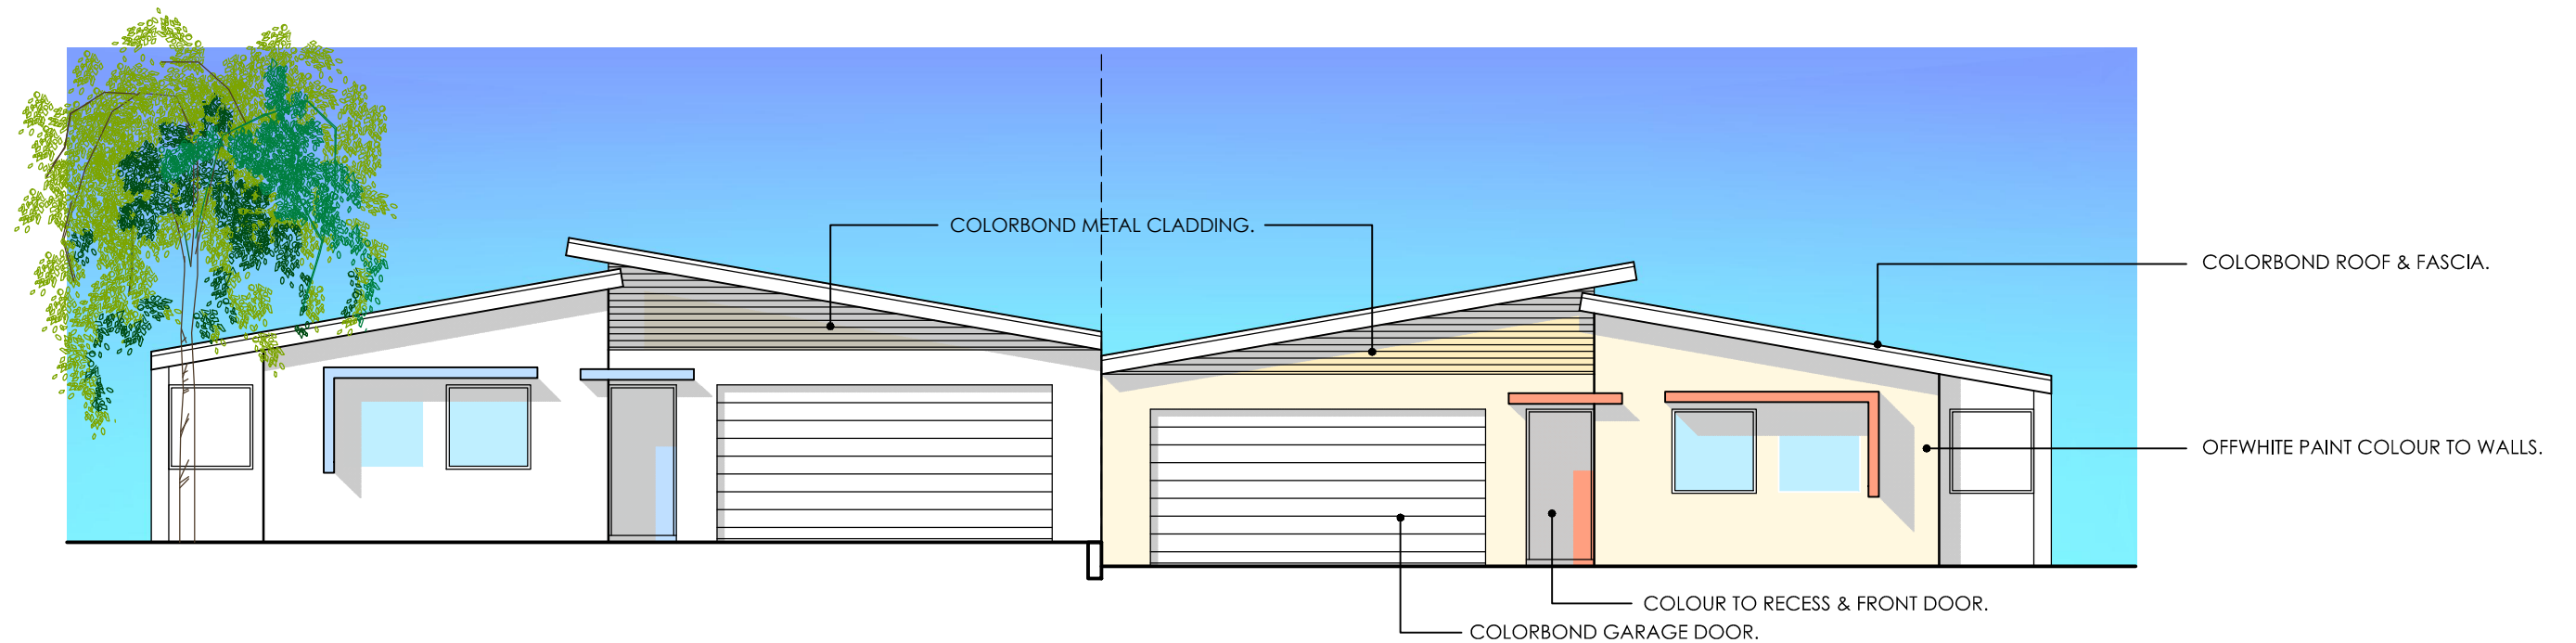 COLORBOND METAL CLADDING.
COLORBOND ROOF & FASCIA.
OFFWHITE PAINT COLOUR TO WALLS.
COLOUR TO RECESS & FRONT DOOR.
COLORBOND GARAGE DOOR.